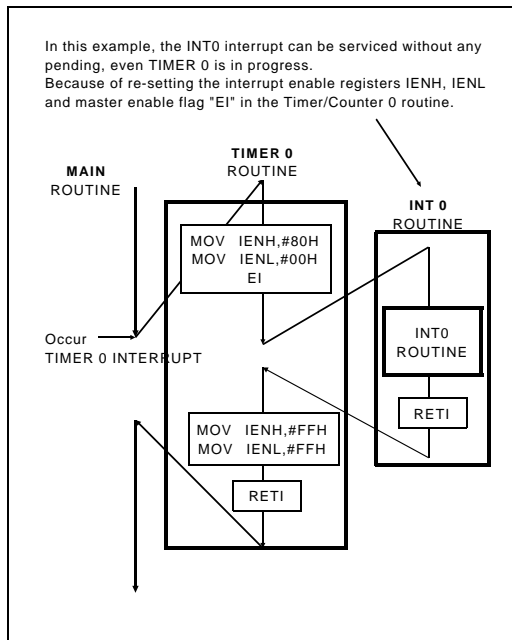 In this example, the INT0 interrupt can be serviced without any
pending, even TIMER 0 is in progress.
Because of re-setting the interrupt enable registers IENH, IENL
and master enable flag "EI" in the Timer/Counter 0 routine.
MAIN
ROUTINE
TIMER 0
ROUTINE
INT 0
ROUTINE
MOV IENH,#80H
MOV IENL,#00H
EI
Occur
TIMER 0 INTERRUPT
INT0
ROUTINE
RETI
MOV IENH,#FFH
MOV IENL,#FFH
RETI